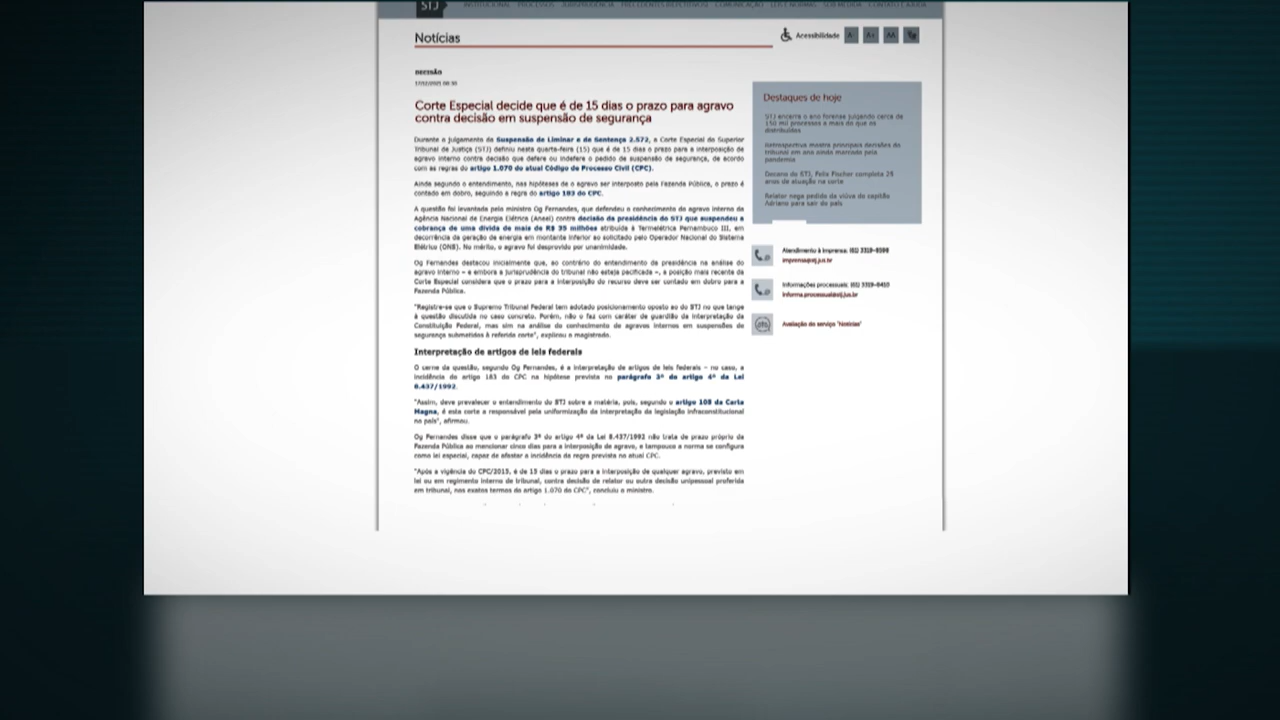 STJ
INSTITUCIONAL PROCESSOS JURISPRUDÊNCIA PRECEDENTES (REPETITIVOS) COMUNICAÇÃO LEIS E NORMAS SOB MEDIDA CONTATO E AJUDA
Notícias
Acessibilidade A- A+ AA
DECISÃO
Corte Especial decide que é de 15 dias o prazo para agravo
contra decisão em suspensão de segurança
Durante o julgamento da Suspensão de Liminar e de Sentença 2.572, a Corte Especial do Superior
Tribunal de Justiça (STJ) definiu nesta quarta-feira (15) que é de 15 dias o prazo para a interposição de
agravo interno contra decisão que defere ou indefere o pedido de suspensão de segurança, de acordo
com as regras do artigo 1.070 do atual Código de Processo Civil (CPC).
Ainda segundo o entendimento, nas hipóteses de o agravo ser interposto pela Fazenda Pública, o prazo é
contado em dobro, seguindo a regra do artigo 183 do CPC.
A questão foi levantada pelo ministro Og Fernandes, que defendeu o conhecimento do agravo interno da
Agência Nacional de Energia Elétrica (Aneel) contra decisão da presidência do STJ que suspendeu a
cobrança de uma dívida de mais de R$ 35 milhões atribuída à Termelétrica Pernambuco III, em
decorrência da geração de energia em montante inferior ao solicitado pelo Operador Nacional do Sistema
Elétrico (ONS). No mérito, o agravo foi desprovido por unanimidade.
Og Fernandes destacou inicialmente que, ao contrário do entendimento da presidência na análise do
agravo interno – e embora a jurisprudência do tribunal não esteja pacificada –, a posição mais recente da
Corte Especial considera que o prazo para a interposição do recurso deve ser contado em dobro para a
Fazenda Pública.
"Registre-se que o Supremo Tribunal Federal tem adotado posicionamento oposto ao do STJ no que tange
à questão discutida no caso concreto. Porém, não o faz com caráter de guardião da interpretação da
Constituição Federal, mas sim na análise do conhecimento de agravos internos em suspensões de
segurança submetidas à referida corte", explicou o magistrado.
Interpretação de artigos de leis federais
O cerne da questão, segundo Og Fernandes, é a interpretação de artigos de leis federais – no caso, a
incidência do artigo 183 do CPC na hipótese prevista no parágrafo 3º do artigo 4º da Lei
8.437/1992.
"Assim, deve prevalecer o entendimento do STJ sobre a matéria, pois, segundo o artigo 105 da Carta
Magna, é esta corte a responsável pela uniformização da interpretação da legislação infraconstitucional
no país", afirmou.
Og Fernandes disse que o parágrafo 3º do artigo 4º da Lei 8.437/1992 não trata de prazo próprio da
Fazenda Pública ao mencionar cinco dias para a interposição de agravo, e tampouco a norma se configura
como lei especial, capaz de afastar a incidência da regra prevista no atual CPC.
"Após a vigência do CPC/2015, é de 15 dias o prazo para a interposição de qualquer agravo, previsto em
lei ou em regimento interno de tribunal, contra decisão de relator ou outra decisão unipessoal proferida
em tribunal, nos exatos termos do artigo 1.070 do CPC", concluiu o ministro.
Destaques de hoje
STJ encerra o ano forense julgando cerca de
150 mil processos a mais do que os
distribuídos
Retrospectiva mostra principais decisões do
tribunal em ano ainda marcado pela
pandemia
Decano do STJ, Felix Fischer completa 25
anos de atuação na corte
Relator nega pedido da viúva do capitão
Adriano para sair do país
Atendimento à imprensa: (61) 3319-8598
imprensa@stj.jus.br
Informações processuais: (61) 3319-8410
informa.processual@stj.jus.br
Avaliação do serviço "Notícias"